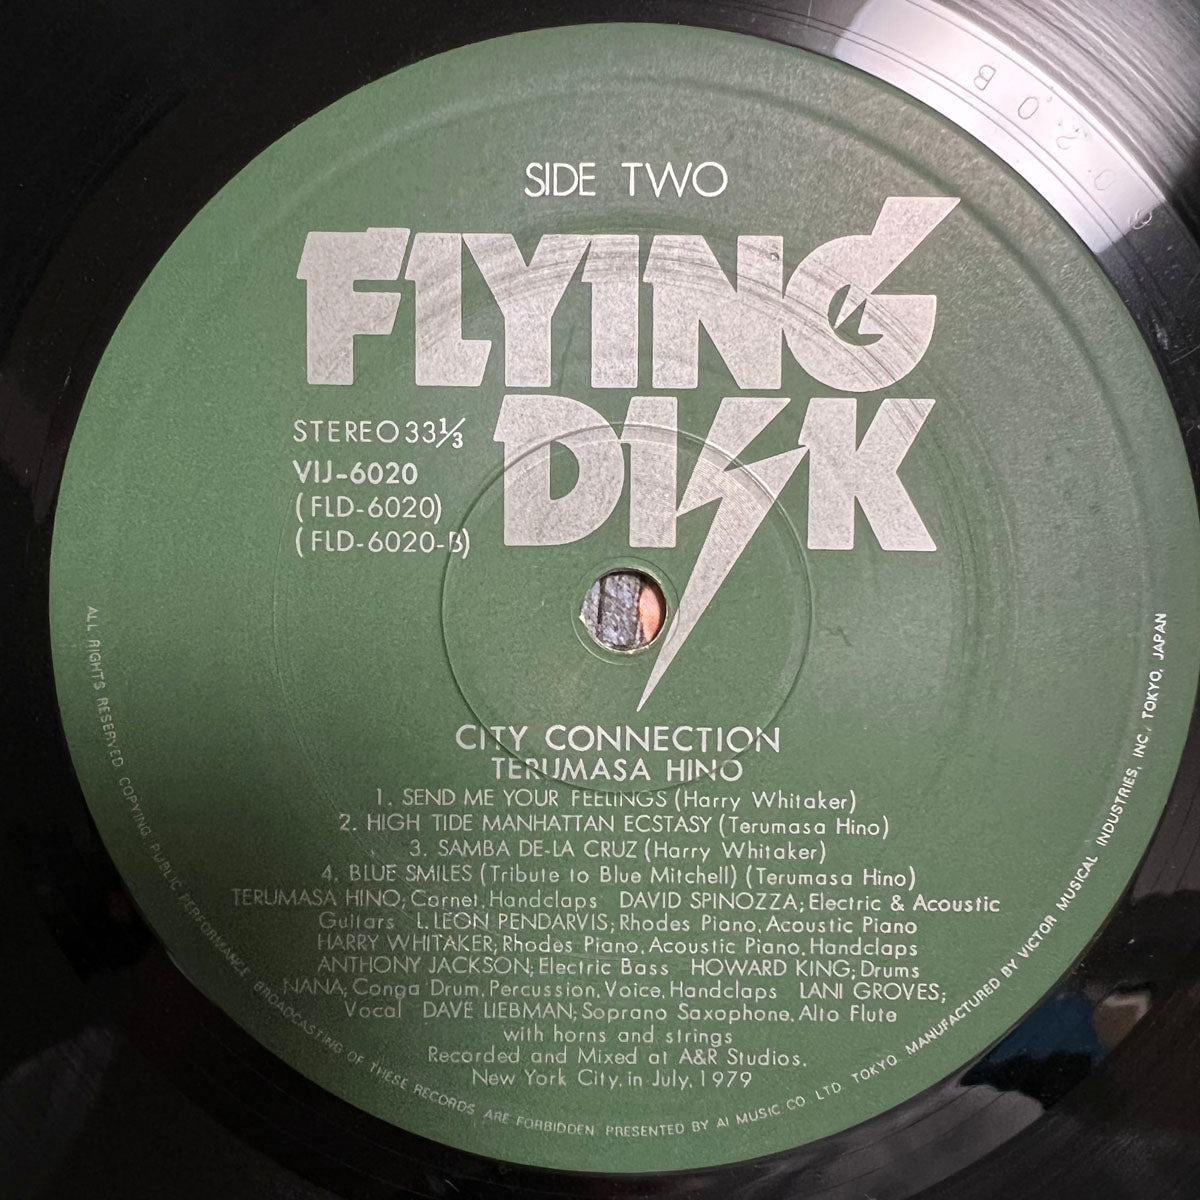 SIDE TWO
FLYING
DISK
STEREO 33⅓
VIJ-6020
(FLD-6020)
(FLD-6020-B)
CITY CONNECTION
TERUMASA HINO
1. SEND ME YOUR FEELINGS (Harry Whitaker)
2. HIGH TIDE MANHATTAN ECSTASY (Terumasa Hino)
3. SAMBA DE-LA CRUZ (Harry Whitaker)
4. BLUE SMILES (Tribute to Blue Mitchell) (Terumasa Hino)
TERUMASA HINO; Cornet, Handclaps DAVID SPINOZZA; Electric & Acoustic
Guitars L. LEON PENDARVIS; Rhodes Piano, Acoustic Piano
HARRY WHITAKER; Rhodes Piano, Acoustic Piano, Handclaps
ANTHONY JACKSON; Electric Bass HOWARD KING; Drums
NANA; Conga Drum, Percussion, Voice, Handclaps LANI GROVES;
Vocal DAVE LIEBMAN; Soprano Saxophone, Alto Flute
with horns and strings
Recorded and Mixed at A&R Studios.
New York City, in July, 1979
ALL RIGHTS RESERVED COPYING PUBLIC PERFORMANCE BROADCASTING OF THESE RECORDS ARE FORBIDDEN. PRESENTED BY AI MUSIC CO. LTD. TOKYO. MANUFACTURED BY VICTOR MUSICAL INDUSTRIES, INC., TOKYO, JAPAN